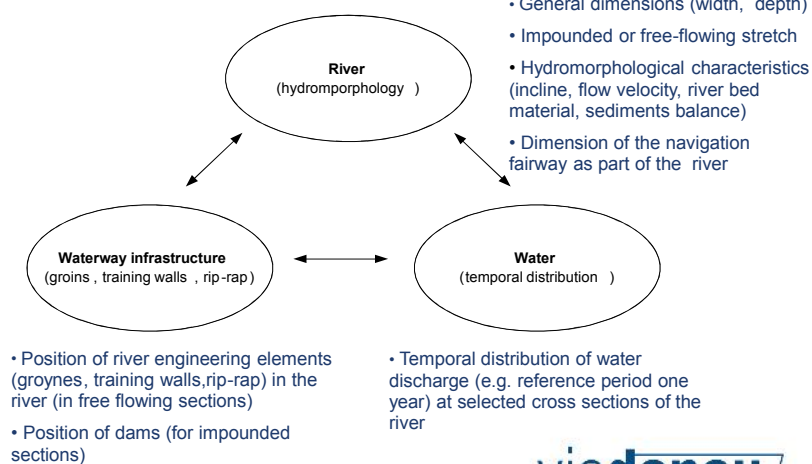 • General dimensions (width, depth)
• Impounded or free-flowing stretch
• Hydromorphological characteristics
(incline, flow velocity, river bed
material, sediments balance)
• Dimension of the navigation
fairway as part of the river
River
(hydromporphology )
Waterway infrastructure
(groins , training walls , rip-rap)
Water
(temporal distribution )
• Position of river engineering elements
(groynes, training walls,rip-rap) in the
river (in free flowing sections)
• Position of dams (for impounded
sections)
• Temporal distribution of water
discharge (e.g. reference period one
year) at selected cross sections of the
river